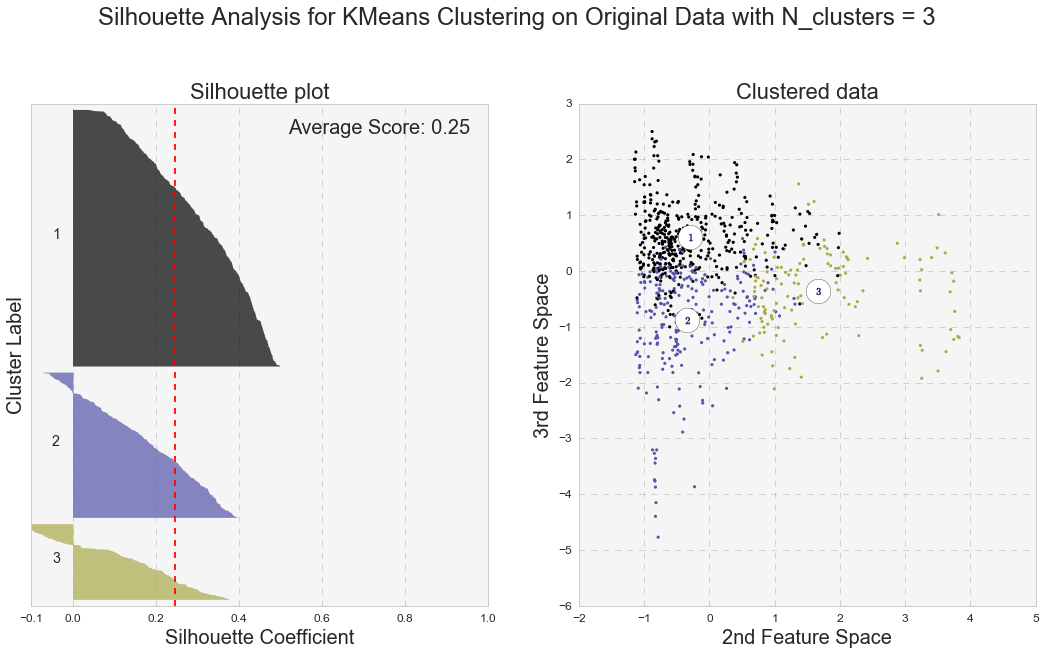 Silhouette Analysis for KMeans Clustering on Original Data with N_clusters = 3
Silhouette plot
Average Score: 0.25
Cluster Label
1
2
3
−0.1 0.0 0.2 0.4 0.6 0.8 1.0
Silhouette Coefficient
Clustered data
3rd Feature Space
3
2
1
0
−1
−2
−3
−4
−5
−6
1
2
3
−2 −1 0 1 2 3 4 5
2nd Feature Space